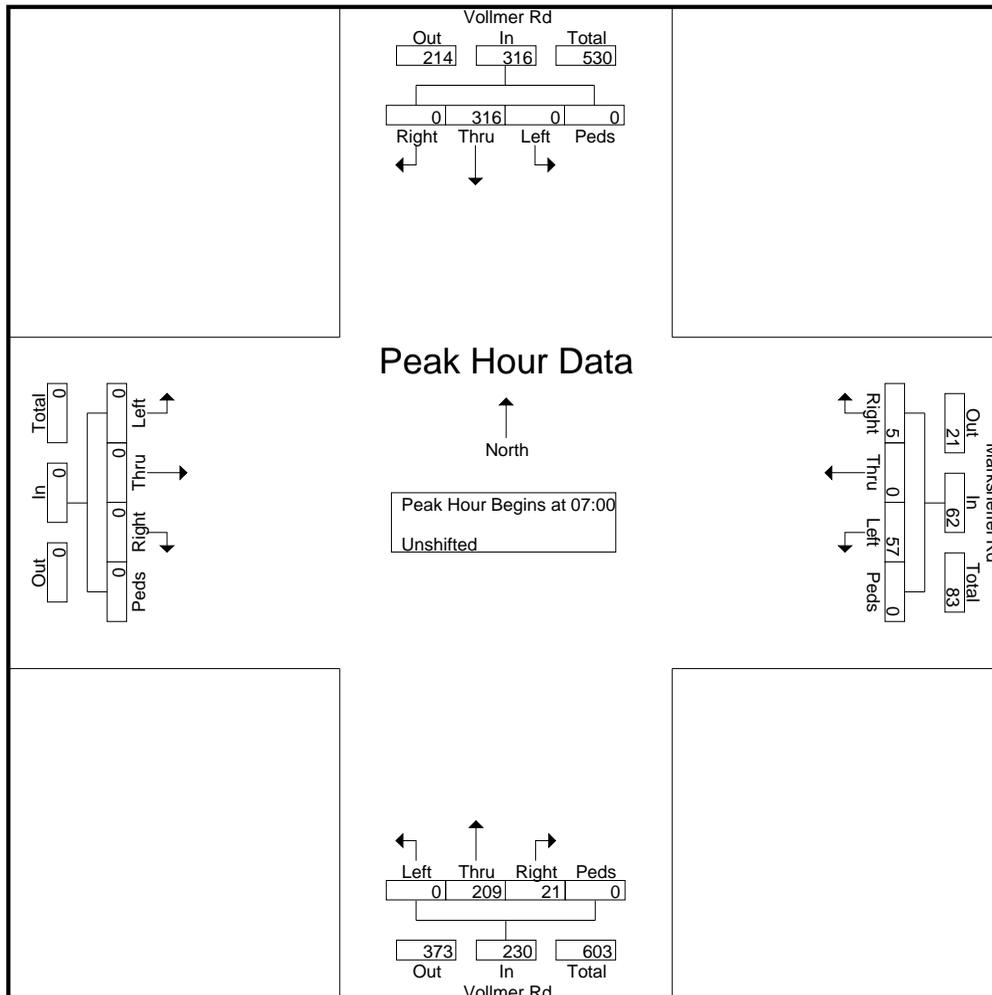 Vollmer Rd
Out In Total
214 316 530
0 316 0 0
Right Thru Left Peds
Peak Hour Data
North
Peak Hour Begins at 07:00
Unshifted
Total In Out
0 0 0
0 0 0 0
Left Thru Right Peds
Right Thru Left Peds
5 0 57 0
21 62 83
Out In Total
Left Thru Right Peds
0 209 21 0
373 230 603
Out In Total
Vollmer Rd